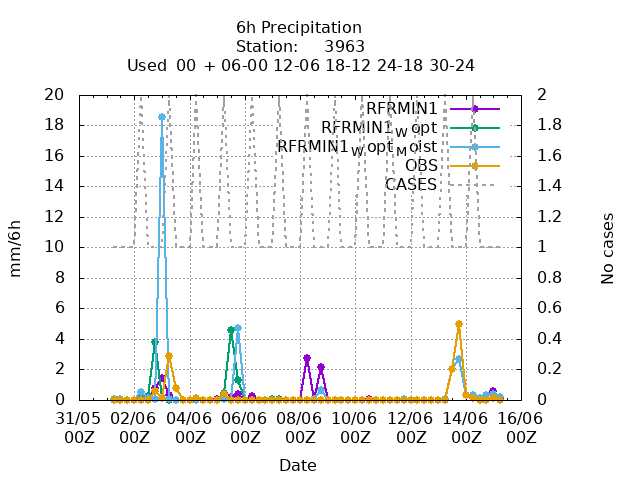 6h Precipitation
Station: 3963
Used 00 + 06-00 12-06 18-12 24-18 30-24
RFRMIN1
RFRMIN1_W opt
RFRMIN1_W opt_M oist
OBS
CASES
mm/6h
20
18
16
14
12
10
8
6
4
2
0
2
1.8
1.6
1.4
1.2
1
0.8
0.6
0.4
0.2
0
No cases
31/05 02/06 04/06 06/06 08/06 10/06 12/06 14/06 16/06
00Z 00Z 00Z 00Z 00Z 00Z 00Z 00Z 00Z
Date